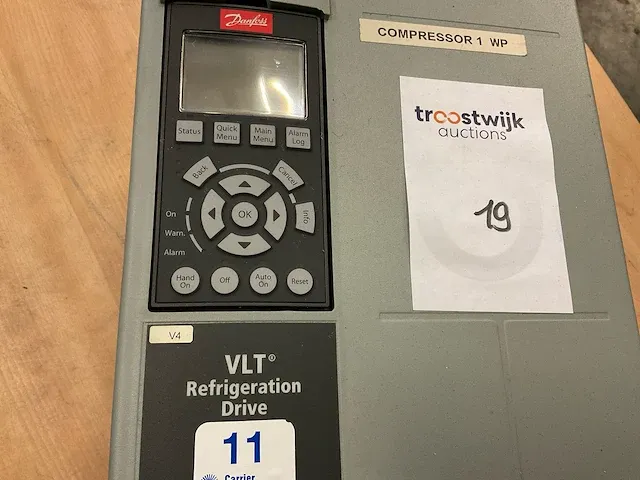 Danfoss
COMPRESSOR 1 WP
troostwijk
auctions
19
Status
Quick
Menu
Main
Menu
Alarm
Log
Back
Cancel
Info
OK
On
Warn.
Alarm
Hand
On
Off
Auto
On
Reset
V4
VLT®
Refrigeration
Drive
11
Carrier